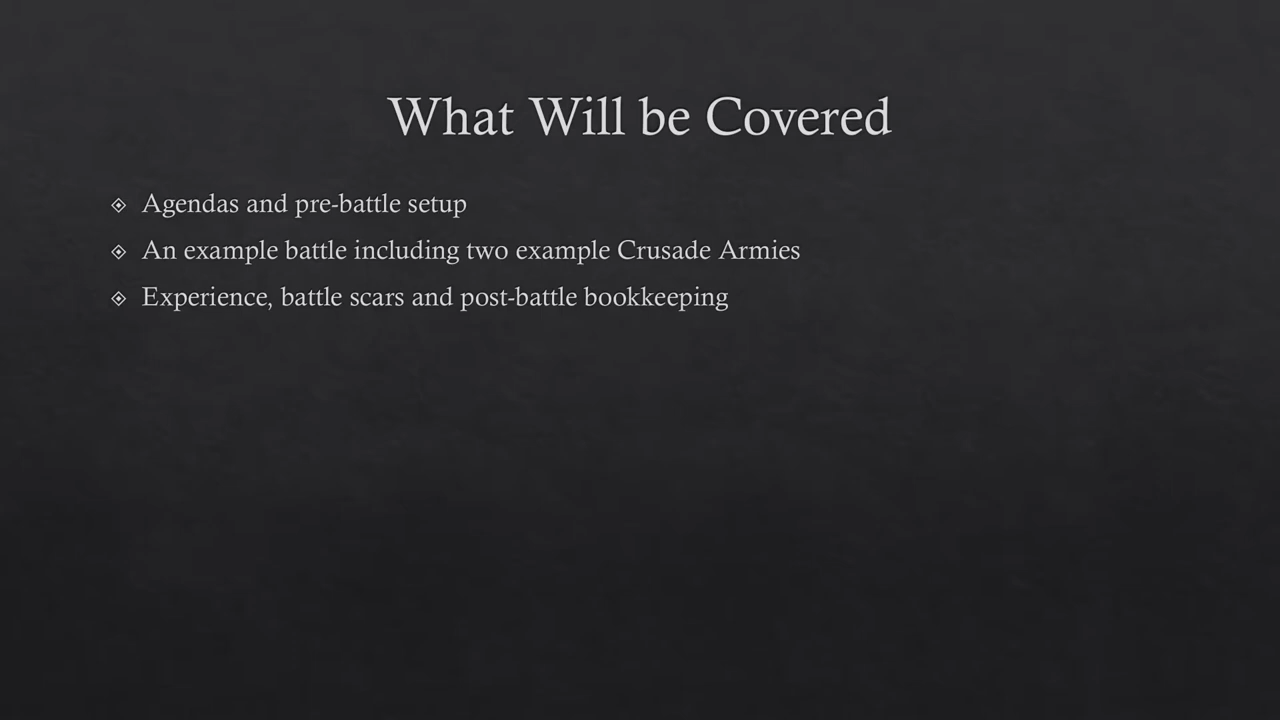 What Will be Covered
Agendas and pre-battle setup
An example battle including two example Crusade Armies
Experience, battle scars and post-battle bookkeeping